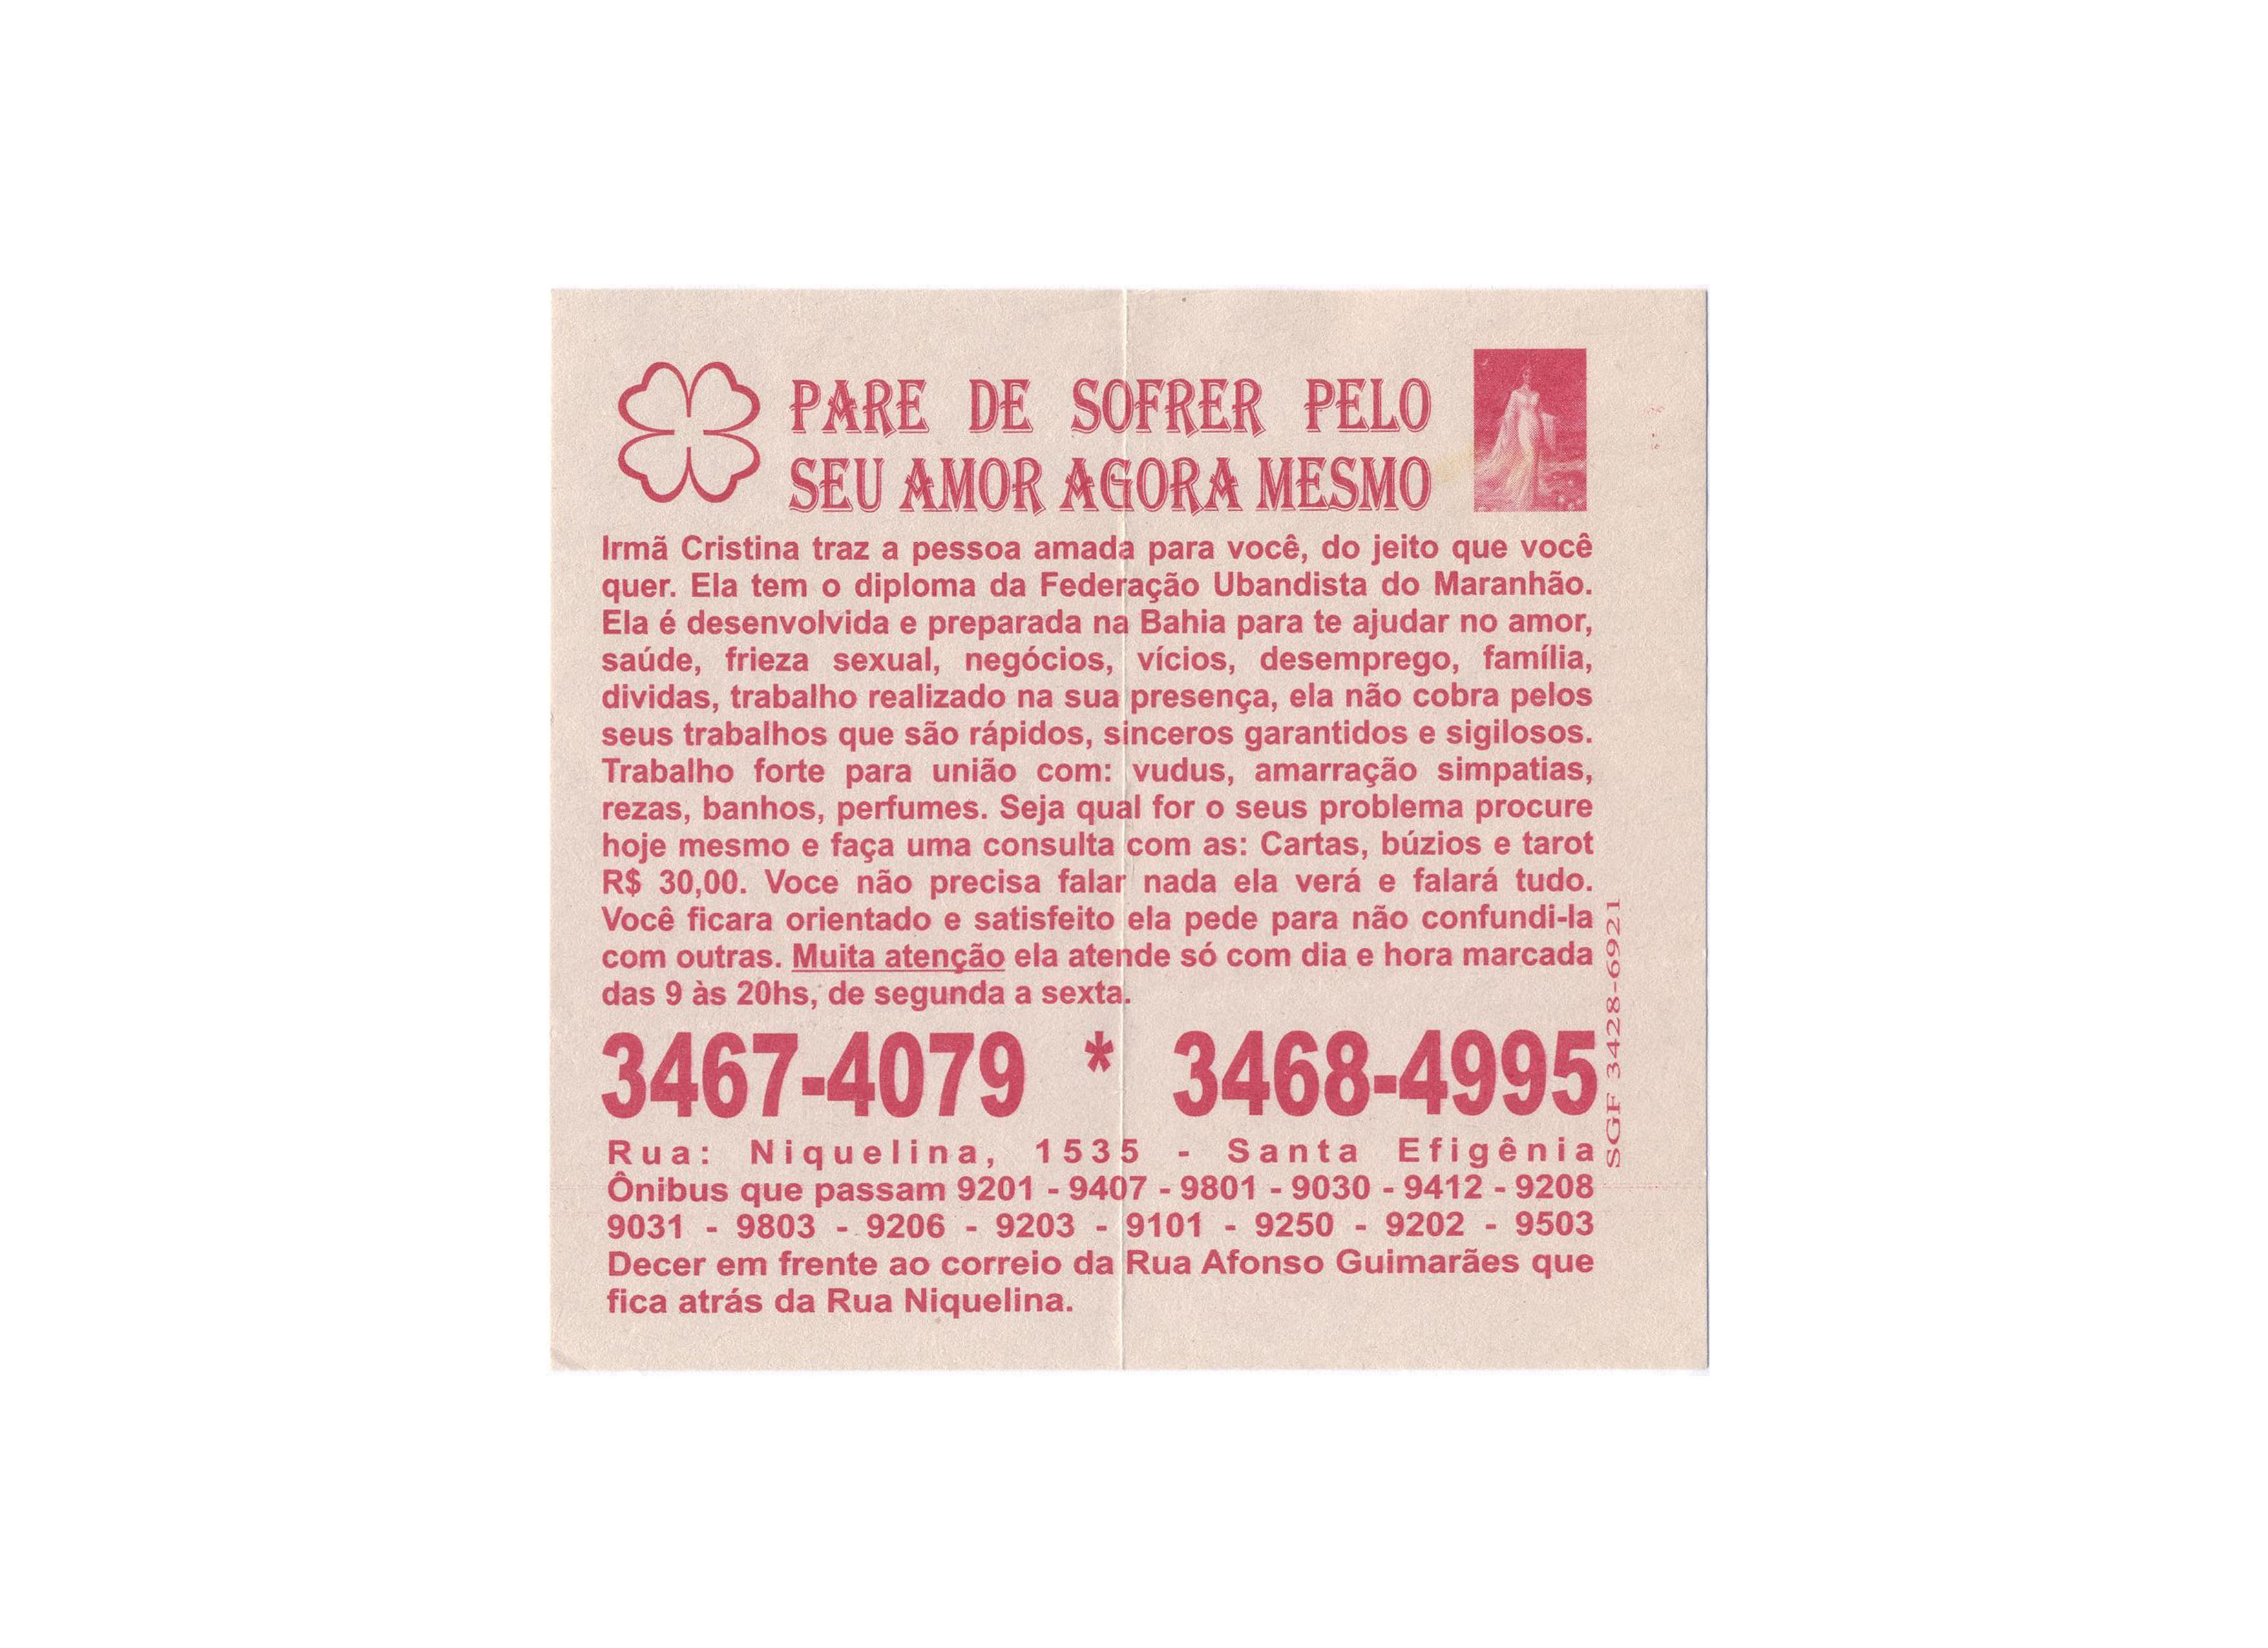 PARE DE SOFRER PELO
SEU AMOR AGORA MESMO
Irmã Cristina traz a pessoa amada para você, do jeito que você
quer. Ela tem o diploma da Federação Ubandista do Maranhão.
Ela é desenvolvida e preparada na Bahia para te ajudar no amor,
saúde, frieza sexual, negócios, vícios, desemprego, família,
dividas, trabalho realizado na sua presença, ela não cobra pelos
seus trabalhos que são rápidos, sinceros garantidos e sigilosos.
Trabalho forte para união com: vudus, amarração simpatias,
rezas, banhos, perfumes. Seja qual for o seus problema procure
hoje mesmo e faça uma consulta com as: Cartas, búzios e tarot
R$ 30,00. Voce não precisa falar nada ela verá e falará tudo.
Você ficara orientado e satisfeito ela pede para não confundi-la
com outras. Muita atenção ela atende só com dia e hora marcada
das 9 às 20hs, de segunda a sexta.
3467-4079 * 3468-4995
Rua: Niquelina, 1535 - Santa Efigênia
Ônibus que passam 9201 - 9407 - 9801 - 9030 - 9412 - 9208
9031 - 9803 - 9206 - 9203 - 9101 - 9250 - 9202 - 9503
Decer em frente ao correio da Rua Afonso Guimarães que
fica atrás da Rua Niquelina.
SGF 3428-6921